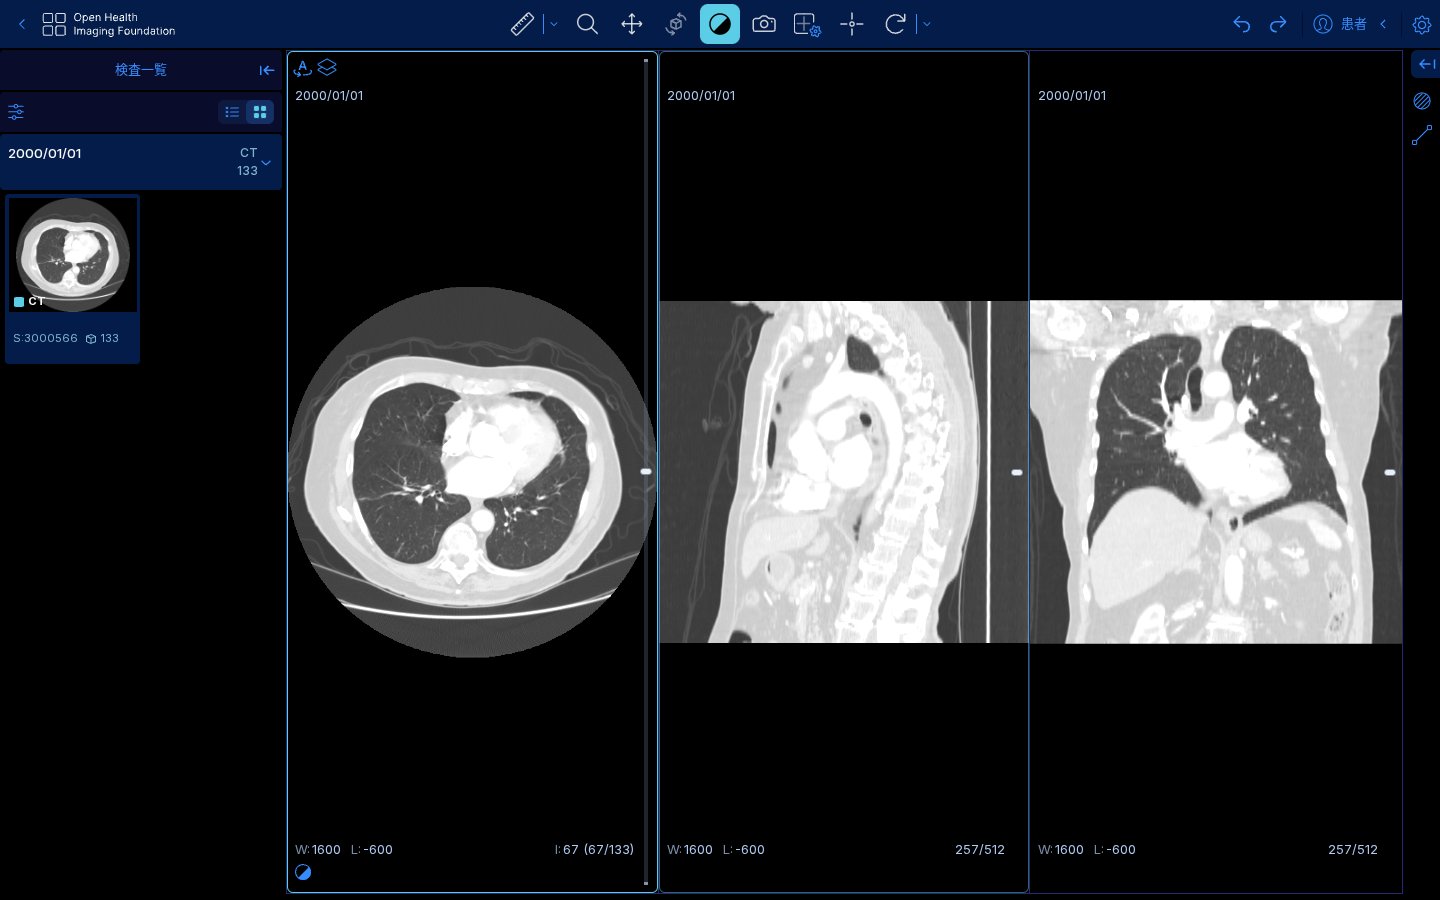 Open Health
Imaging Foundation
患者
検査一覧
2000/01/01
CT
133
CT
S:3000566 133
A
2000/01/01
W:1600 L:-600
I:67 (67/133)
2000/01/01
W:1600 L:-600
257/512
2000/01/01
W:1600 L:-600
257/512